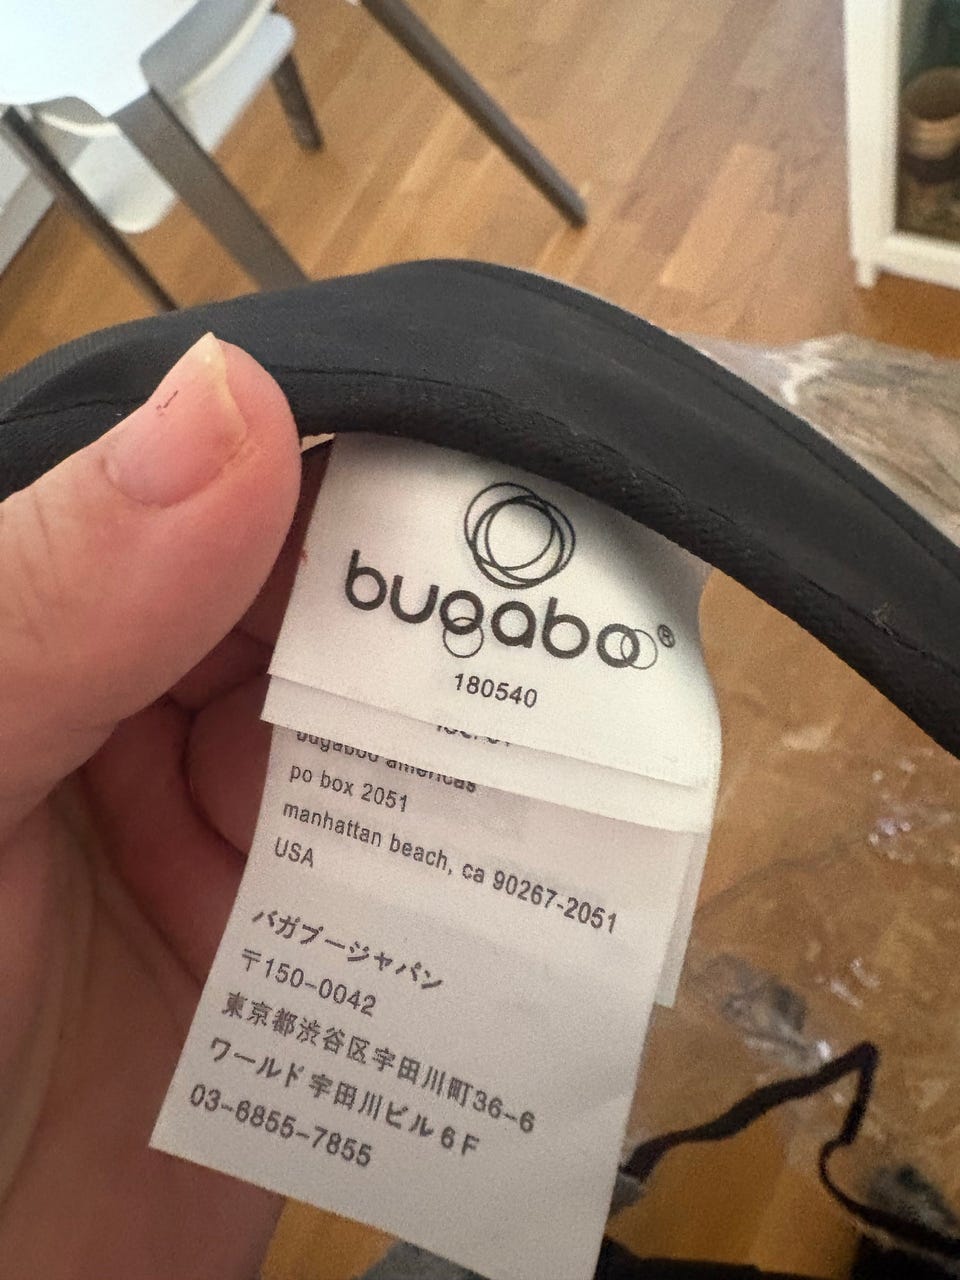 bugaboo®
180540
bugaboo americas
po box 2051
manhattan beach, ca 90267-2051
USA
バガブージャパン
〒150-0042
東京都渋谷区宇田川町36-6
ワールド宇田川ビル6F
03-6855-7855